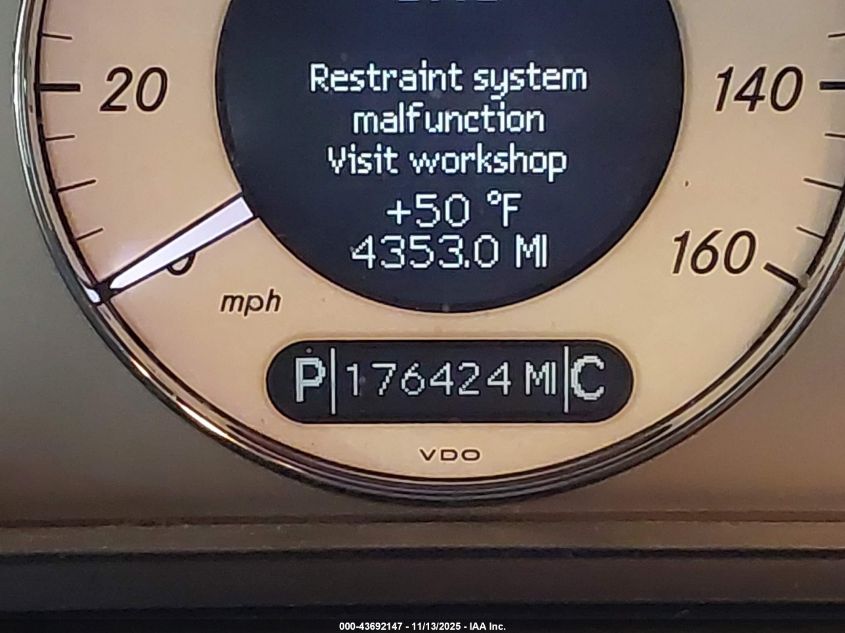 Restraint system
malfunction
Visit workshop
+50 °F
4353.0 MI
20
140
0
160
mph
P 176424 MI C
VDO
000-43692147 - 11/13/2025 - IAA Inc.